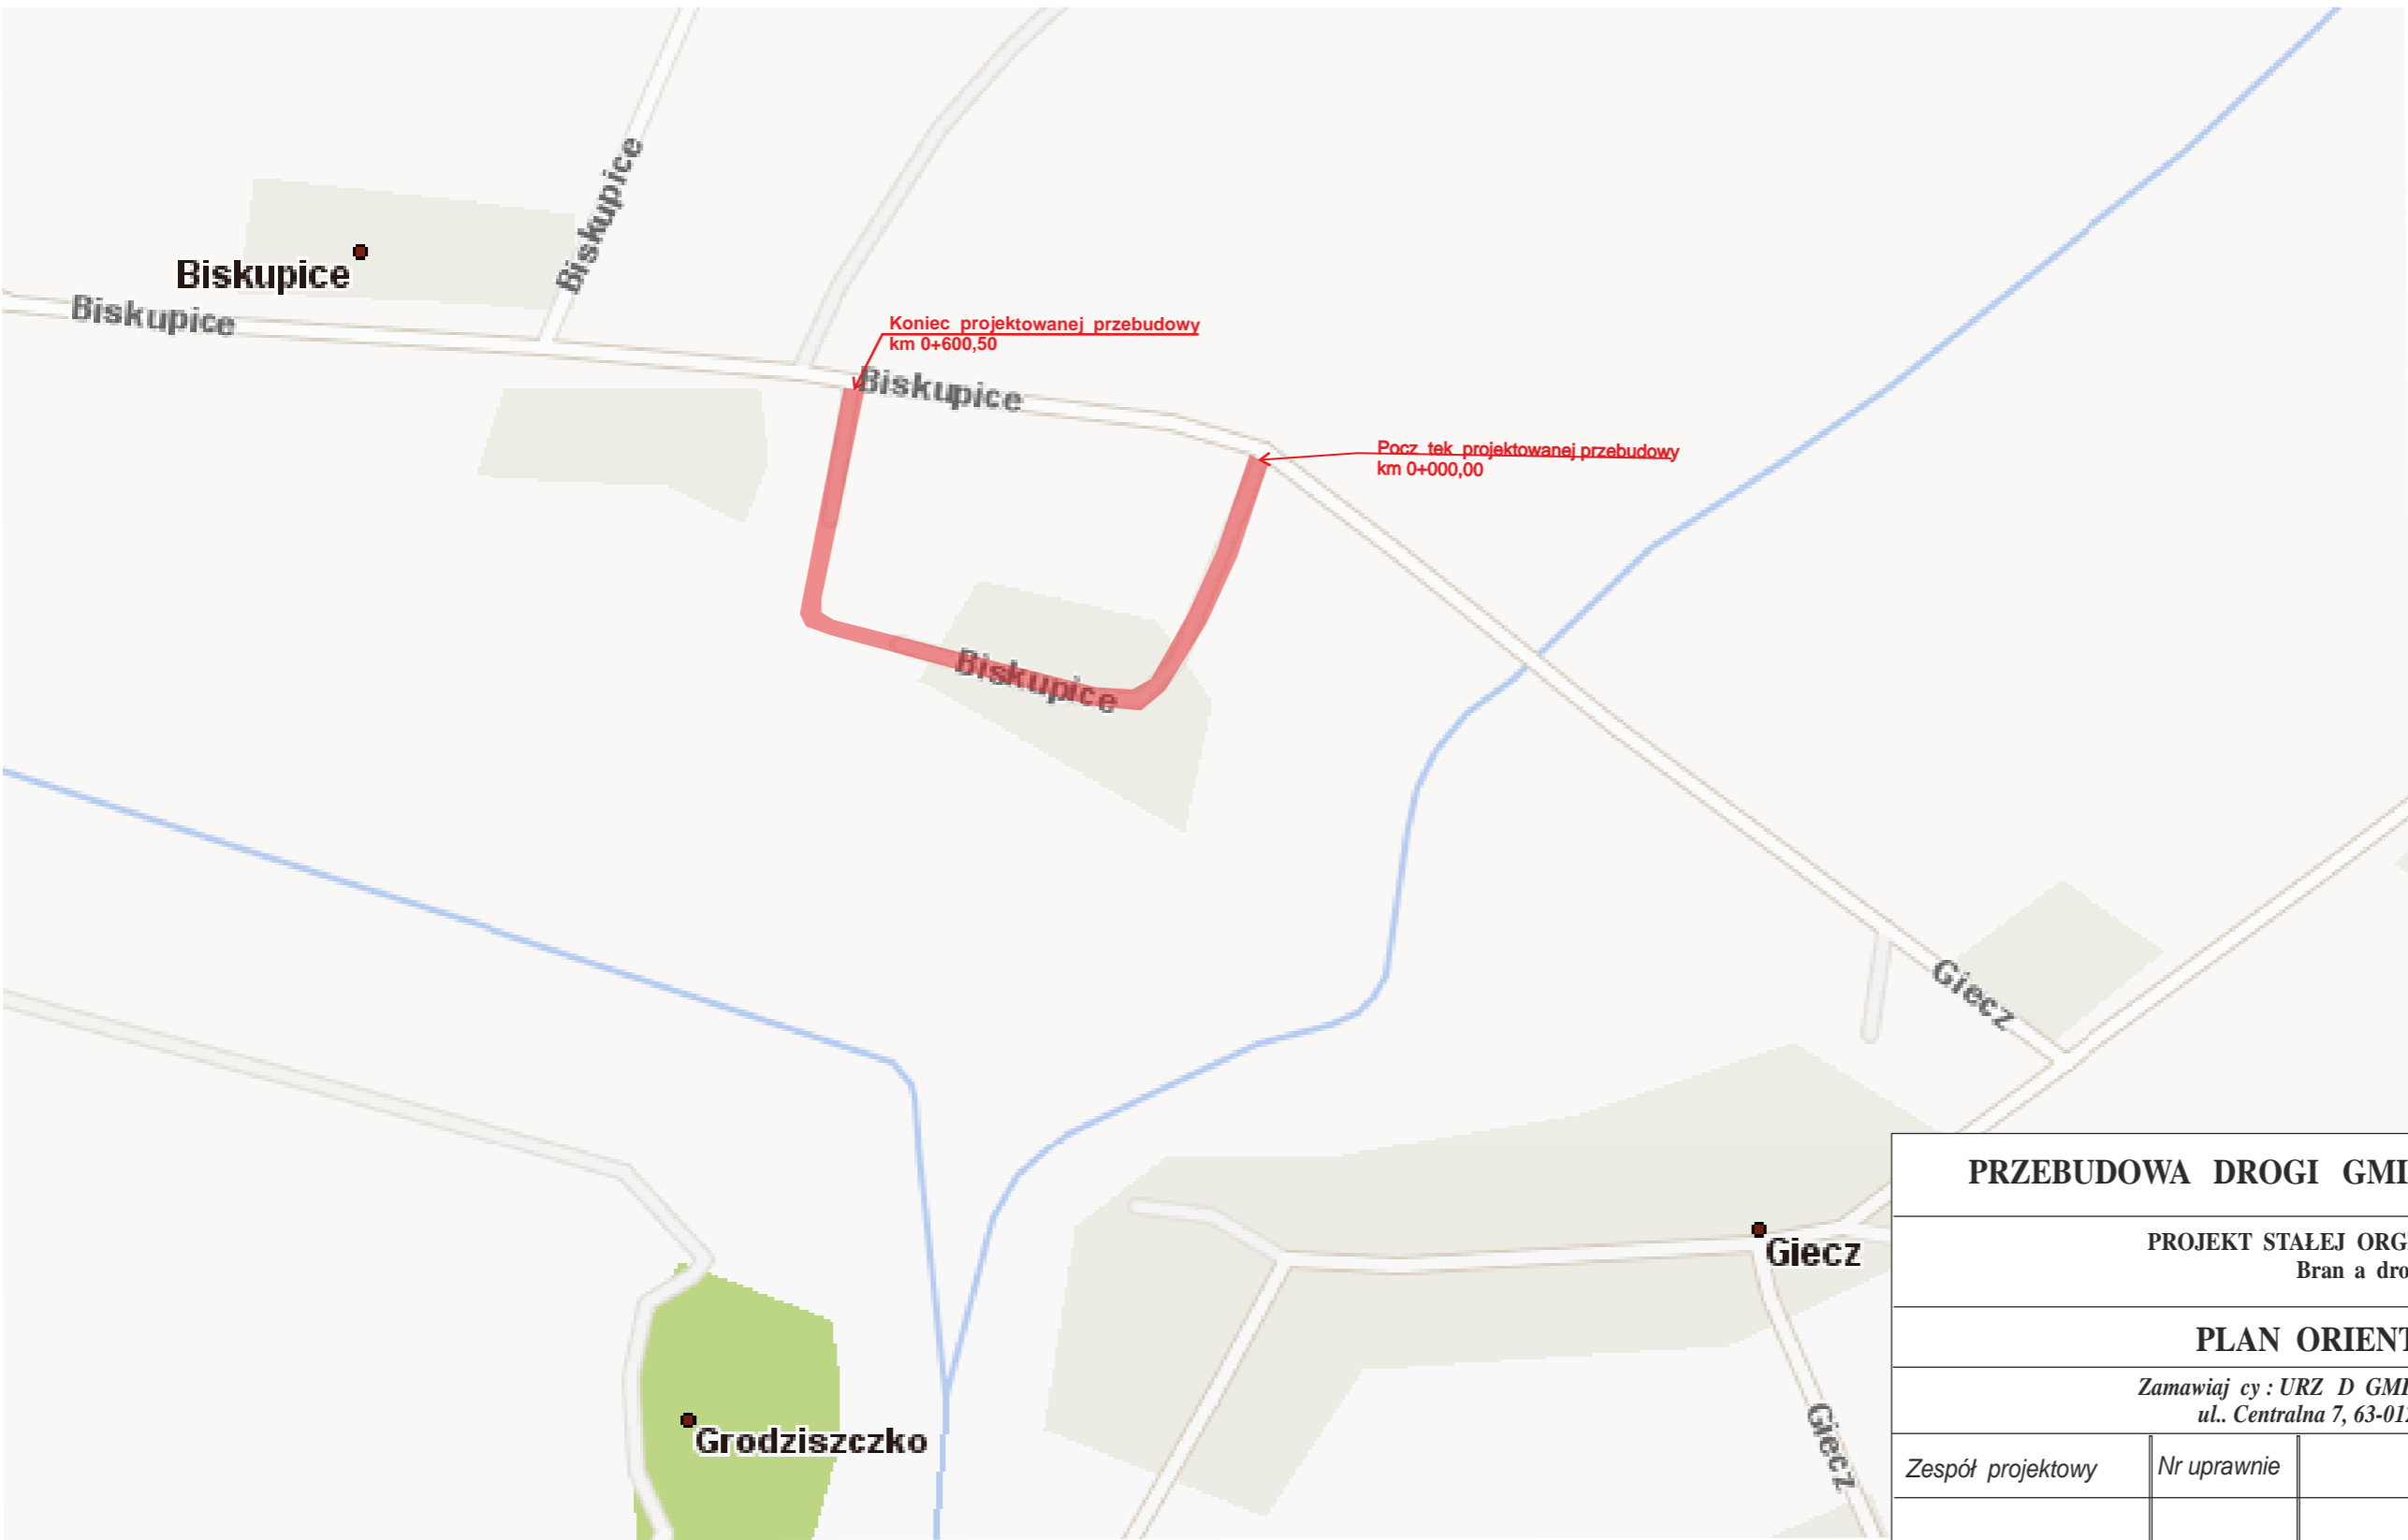 Biskupice
Biskupice
Biskupice
Koniec projektowanej przebudowy
km 0+600,50
Biskupice
Pocz tek projektowanej przebudowy
km 0+000,00
Biskupice
Giecz
PRZEBUDOWA DROGI GMI
PROJEKT STAŁEJ ORG
Bran a dro
Giecz
PLAN ORIENT
Zamawiaj cy : URZ D GMI
ul.. Centralna 7, 63-012
Giecz
Grodziszczko
Zespół projektowy
Nr uprawnie